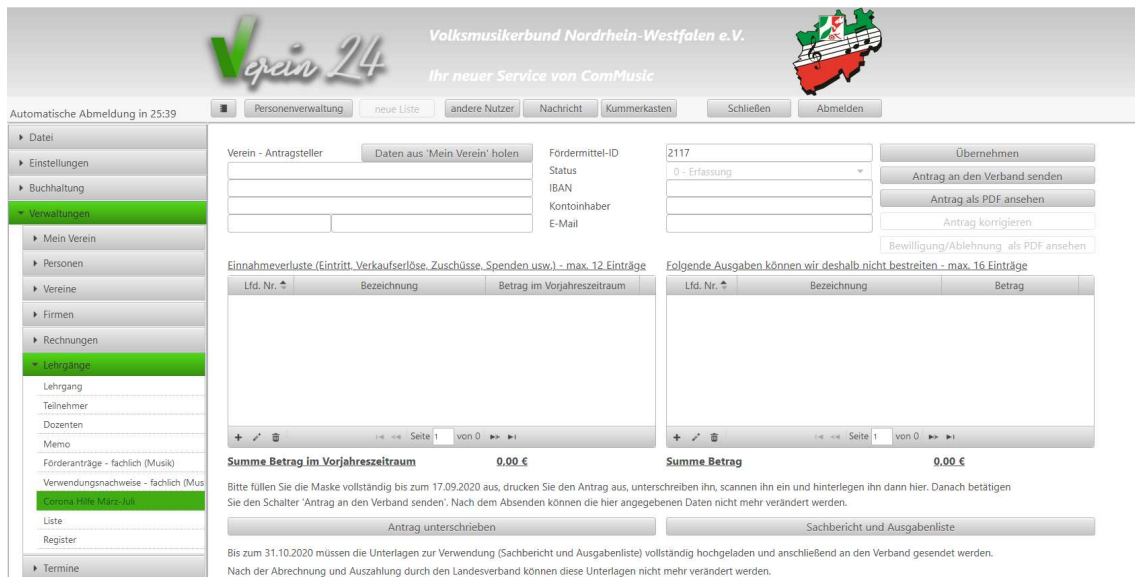 Verein 24
Volksmusikerbund Nordrhein-Westfalen e.V.
Ihr neuer Service von ComMusic
Automatische Abmeldung in 25:39
Personenverwaltung
neue Liste
andere Nutzer
Nachricht
Kummerkasten
Schließen
Abmelden
Datei
Einstellungen
Buchhaltung
Verwaltungen
Mein Verein
Personen
Vereine
Firmen
Rechnungen
Lehrgänge
Lehrgang
Teilnehmer
Dozenten
Memo
Förderanträge - fachlich (Musik)
Verwendungsnachweise - fachlich (Mus
Corona Hilfe März-Juli
Liste
Register
Termine
Verein - Antragsteller
Daten aus 'Mein Verein' holen
Fördermittel-ID
2117
Status
0 - Erfassung
IBAN
Kontoinhaber
E-Mail
Übernehmen
Antrag an den Verband senden
Antrag als PDF ansehen
Antrag korrigieren
Bewilligung/Ablehnung als PDF ansehen
Einnahmeverluste (Eintritt, Verkaufserlöse, Zuschüsse, Spenden usw.) - max. 12 Einträge
Lfd. Nr. Bezeichnung Betrag im Vorjahreszeitraum
Seite 1 von 0
Summe Betrag im Vorjahreszeitraum 0,00 €
Folgende Ausgaben können wir deshalb nicht bestreiten - max. 16 Einträge
Lfd. Nr. Bezeichnung Betrag
Seite 1 von 0
Summe Betrag 0,00 €
Bitte füllen Sie die Maske vollständig bis zum 17.09.2020 aus, drucken Sie den Antrag aus, unterschreiben ihn, scannen ihn ein und hinterlegen ihn dann hier. Danach betätigen
Sie den Schalter 'Antrag an den Verband senden'. Nach dem Absenden können die hier angegebenen Daten nicht mehr verändert werden.
Antrag unterschrieben
Sachbericht und Ausgabenliste
Bis zum 31.10.2020 müssen die Unterlagen zur Verwendung (Sachbericht und Ausgabenliste) vollständig hochgeladen und anschließend an den Verband gesendet werden.
Nach der Abrechnung und Auszahlung durch den Landesverband können diese Unterlagen nicht mehr verändert werden.